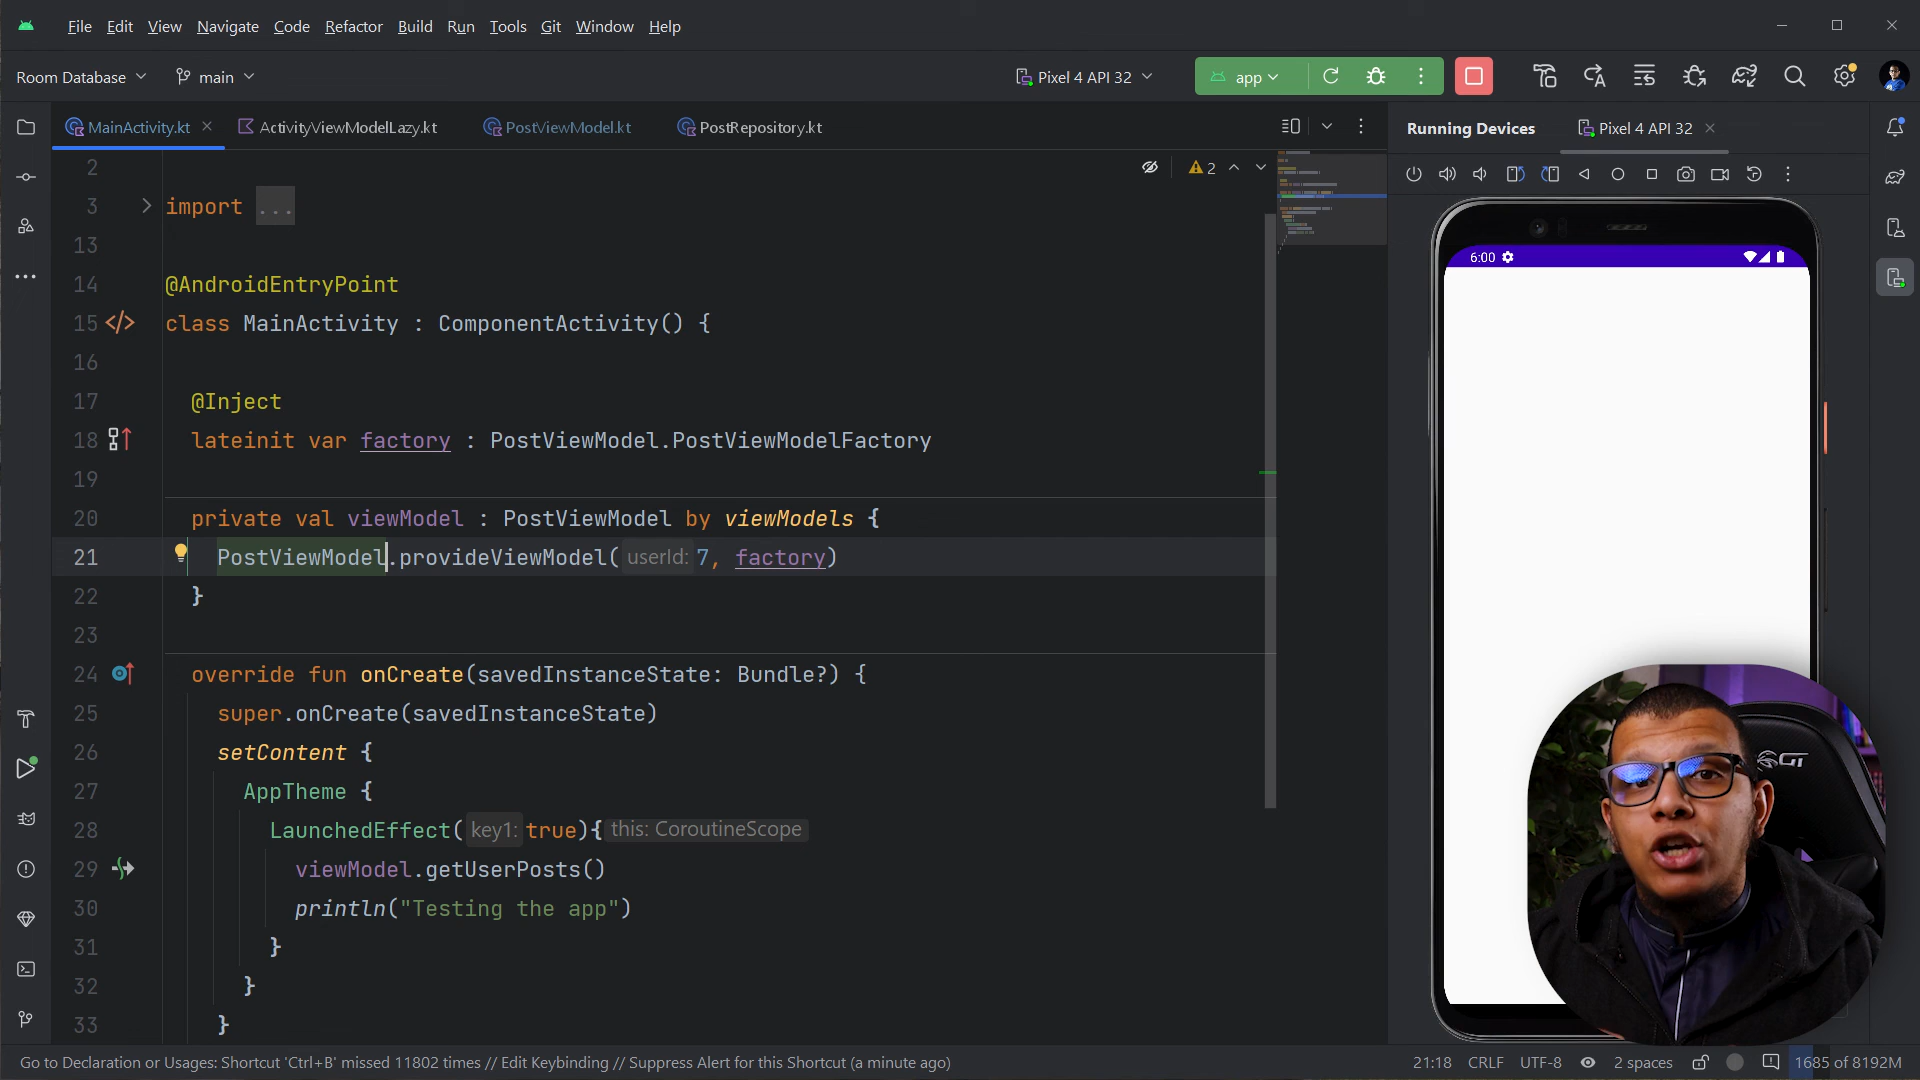 File Edit View Navigate Code Refactor Build Run Tools Git Window Help
Room Database main Pixel 4 API 32 app
MainActivity.kt ActivityViewModelLazy.kt PostViewModel.kt PostRepository.kt Running Devices Pixel 4 API 32
2 2
3 import ...
13
14 @AndroidEntryPoint
15 class MainActivity : ComponentActivity() {
16
17 @Inject
18 lateinit var factory : PostViewModel.PostViewModelFactory
19
20 private val viewModel : PostViewModel by viewModels {
21 PostViewModel.provideViewModel( userId: 7, factory)
22 }
23
24 override fun onCreate(savedInstanceState: Bundle?) {
25 super.onCreate(savedInstanceState)
26 setContent {
27 AppTheme {
28 LaunchedEffect( key1: true){ this: CoroutineScope
29 viewModel.getUserPosts()
30 println("Testing the app")
31 }
32 }
33 }
6:00
GT
Go to Declaration or Usages: Shortcut 'Ctrl+B' missed 11802 times // Edit Keybinding // Suppress Alert for this Shortcut (a minute ago) 21:18 CRLF UTF-8 2 spaces 1685 of 8192M